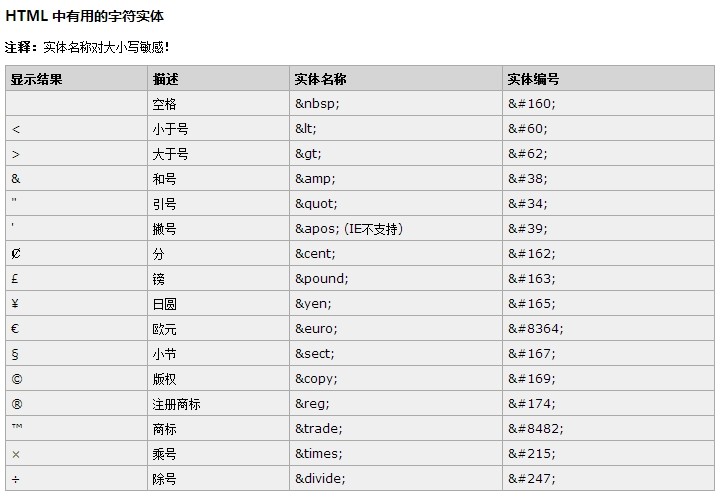 HTML 中有用的字符实体
注释：实体名称对大小写敏感！
显示结果 描述 实体名称 实体编号
空格 &nbsp; &#160;
< 小于号 &lt; &#60;
> 大于号 &gt; &#62;
& 和号 &amp; &#38;
" 引号 &quot; &#34;
' 撇号 &apos; (IE不支持) &#39;
₡ 分 &cent; &#162;
£ 镑 &pound; &#163;
¥ 日圆 &yen; &#165;
€ 欧元 &euro; &#8364;
§ 小节 &sect; &#167;
© 版权 &copy; &#169;
® 注册商标 &reg; &#174;
™ 商标 &trade; &#8482;
× 乘号 &times; &#215;
÷ 除号 &divide; &#247;